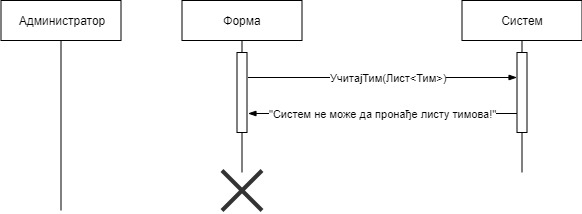 Администратор
Форма
Систем
УчитајТим(Лист<Тим>)
"Систем не може да пронађе листу тимова!"